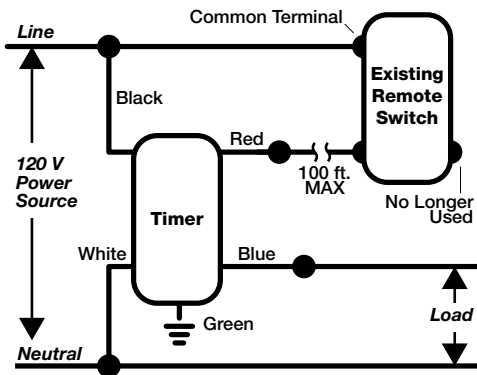 Common Terminal
Line
Existing
Remote
Switch
Black
Red
100 ft.
MAX
120 V
Power
Source
No Longer
Used
Timer
White
Blue
Load
Green
Neutral